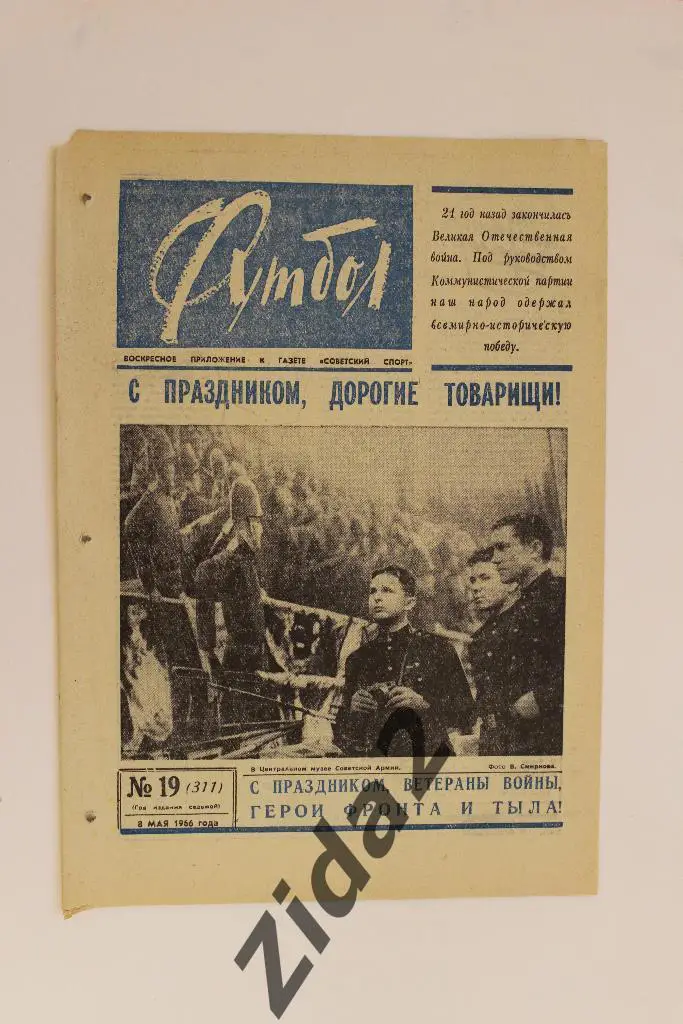 Футбол
ВОСКРЕСНОЕ ПРИЛОЖЕНИЕ К ГАЗЕТЕ «СОВЕТСКИЙ СПОРТ»
21 год назад закончилась
Великая Отечественная
война. Под руководством
Коммунистической партии
наш народ одержал
всемирно-историческую
победу.
С ПРАЗДНИКОМ, ДОРОГИЕ ТОВАРИЩИ!
В Центральном музее Советской Армии.
Фото В. Смирнова.
№ 19 (311)
(Год издания седьмой)
8 МАЯ 1966 года
С ПРАЗДНИКОМ, ВЕТЕРАНЫ ВОЙНЫ,
ГЕРОИ ФРОНТА И ТЫЛА!
Zida2